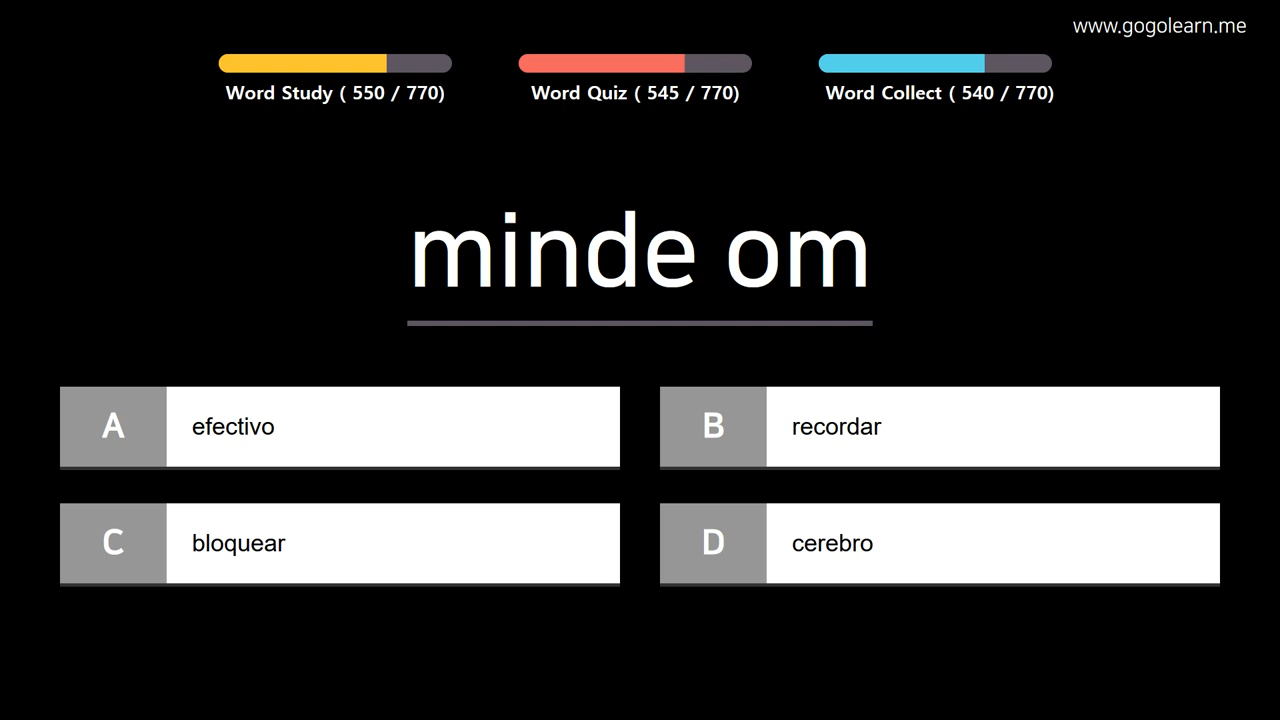 www.gogolearn.me
Word Study ( 550 / 770)
Word Quiz ( 545 / 770)
Word Collect ( 540 / 770)
minde om
A efectivo
B recordar
C bloquear
D cerebro